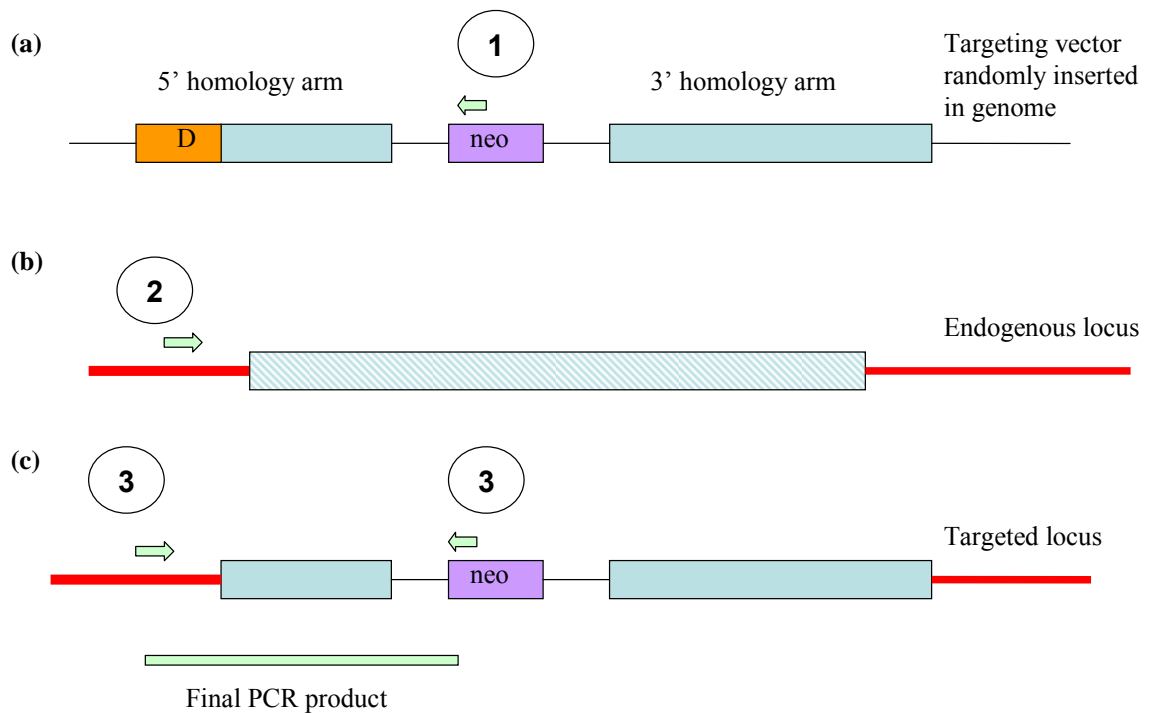 (a)
1
5’ homology arm
3’ homology arm
Targeting vector
randomly inserted
in genome
D
neo
(b)
2
Endogenous locus
(c)
3
3
Targeted locus
neo
Final PCR product